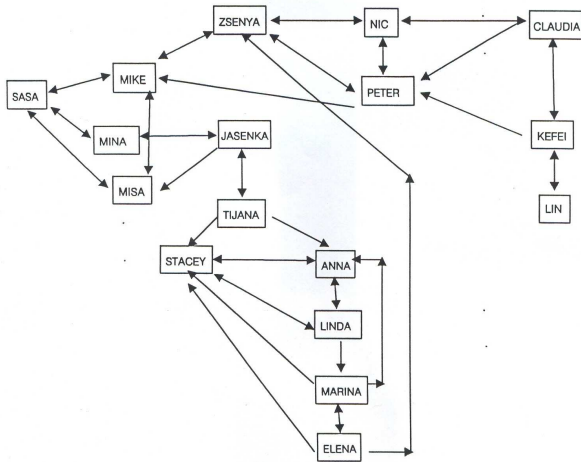 ZSENYA
NIC
CLAUDIA
MIKE
SASA
PETER
MINA
JASENKA
KEFEI
MISA
LIN
TIJANA
STACEY
ANNA
LINDA
MARINA
ELENA